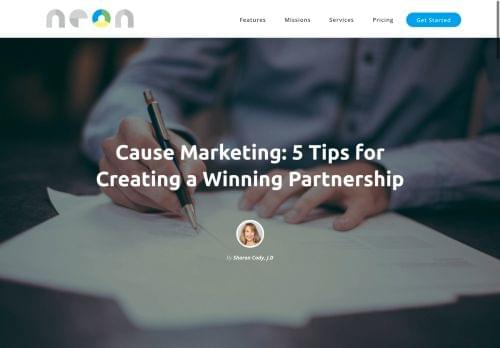 neon
Features Missions Services Pricing Get Started
Cause Marketing: 5 Tips for
Creating a Winning Partnership
By Sharon Cody, J.D